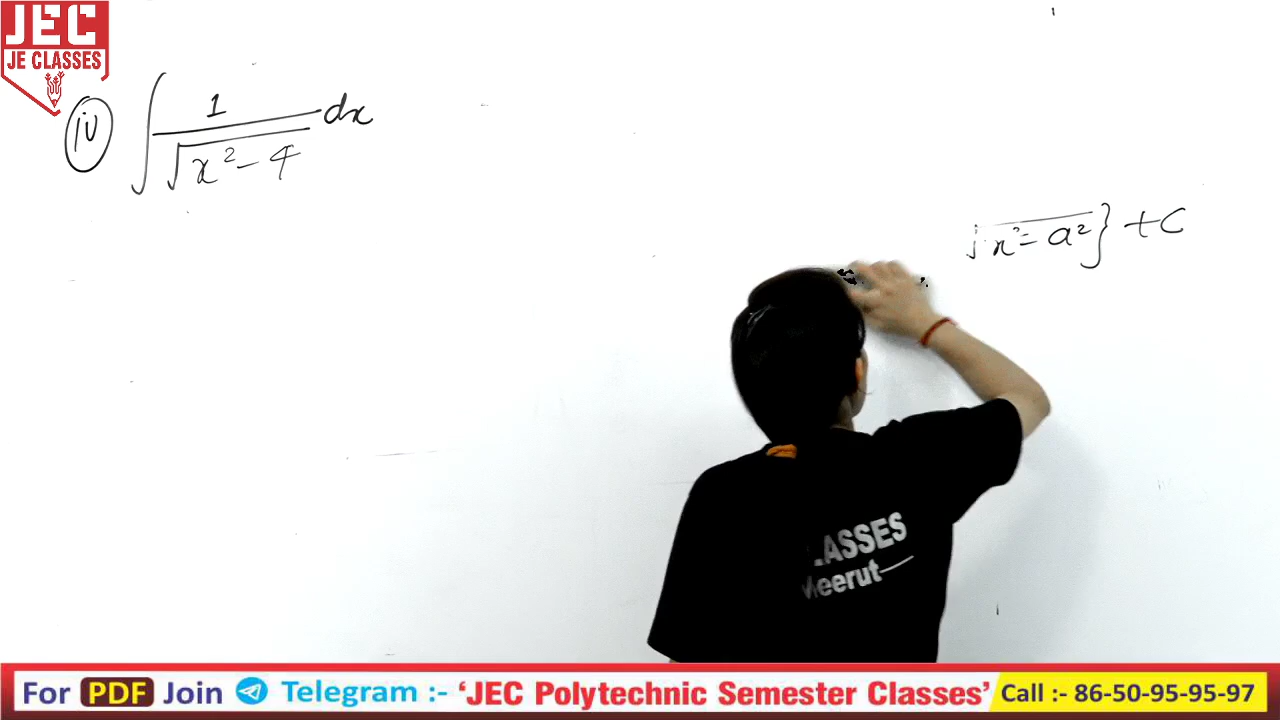 JEC
JE CLASSES
(iv) ∫ 1/√(x² - 4) dx
√x² - a² } + C
LASSES
Meerut
For PDF Join Telegram :- ‘JEC Polytechnic Semester Classes’ Call :- 86-50-95-95-97